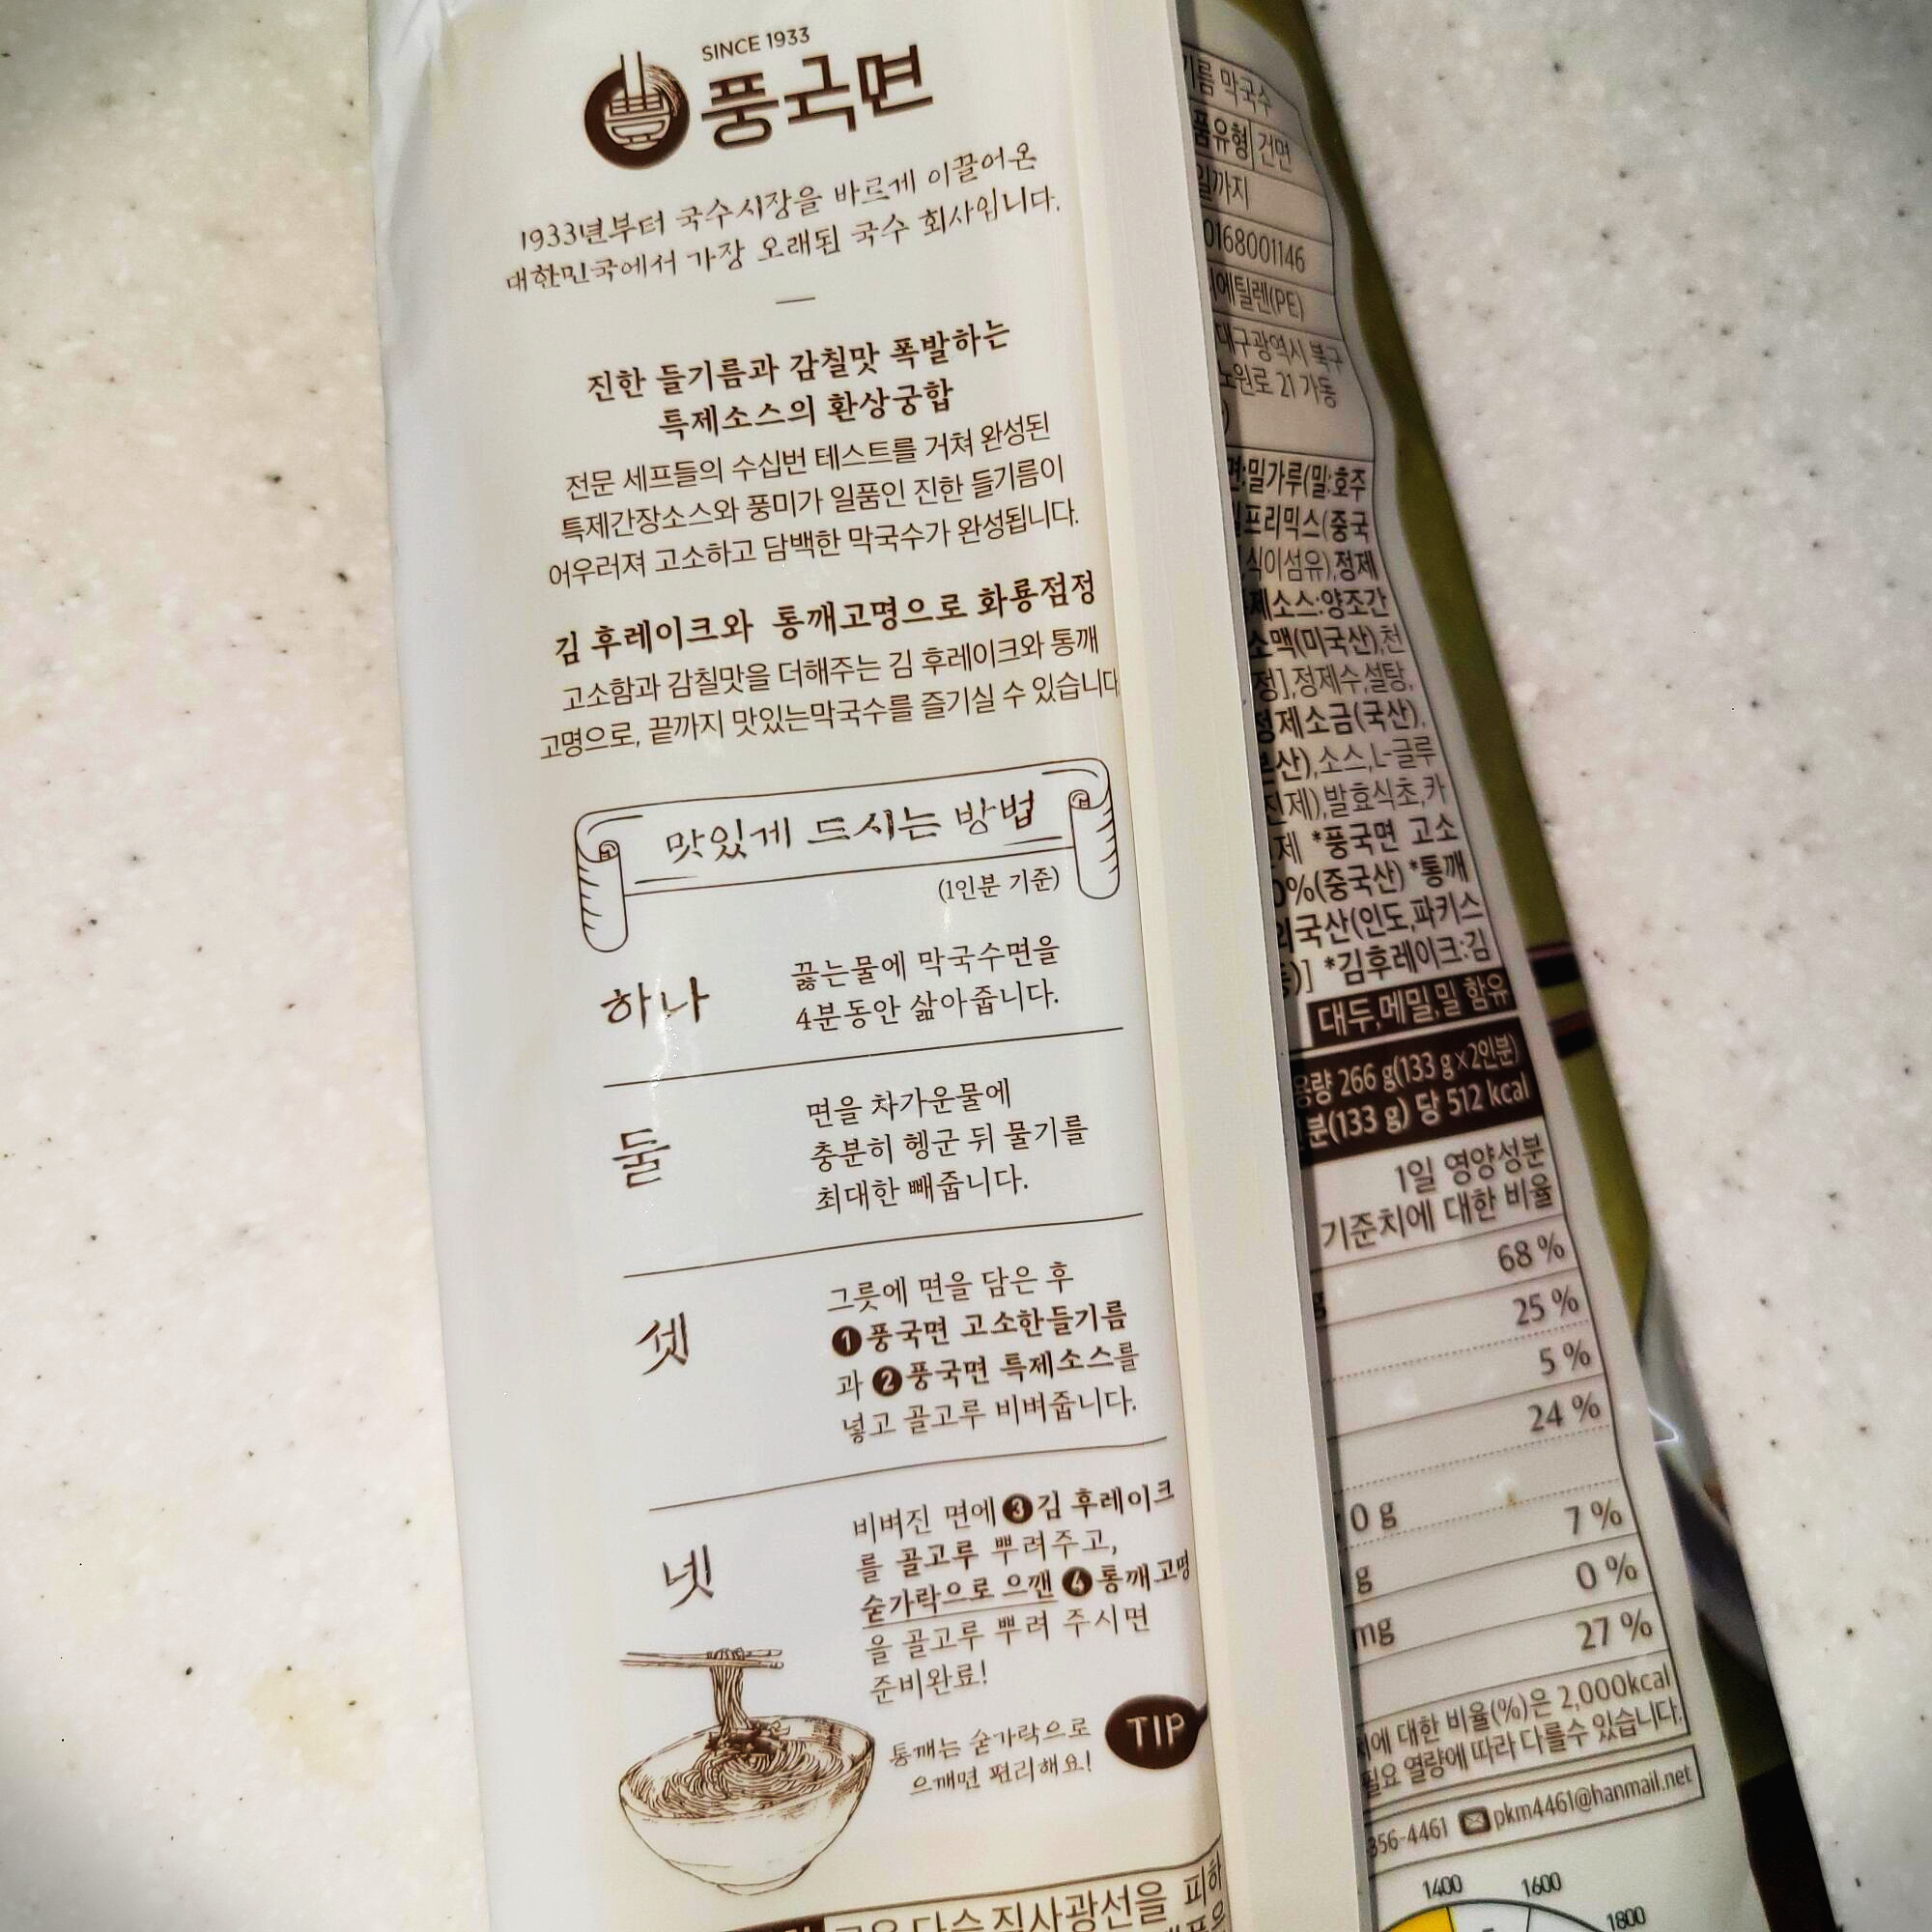 SINCE 1933
풍국면
1933년부터 국수시장을 바르게 이끌어온
대한민국에서 가장 오래된 국수 회사입니다.
진한 들기름과 감칠맛 폭발하는
특제소스의 환상궁합
전문 셰프들의 수십번 테스트를 거쳐 완성된
특제간장소스와 풍미가 일품인 진한 들기름이
어우러져 고소하고 담백한 막국수가 완성됩니다.
김 후레이크와 통깨고명으로 화룡점정
고소함과 감칠맛을 더해주는 김 후레이크와 통깨
고명으로, 끝까지 맛있는막국수를 즐기실 수 있습니다
맛있게 드시는 방법
(1인분 기준)
하나
끓는물에 막국수면을
4분동안 삶아줍니다.
둘
면을 차가운물에
충분히 헹군 뒤 물기를
최대한 빼줍니다.
셋
그릇에 면을 담은 후
❶풍국면 고소한들기름
과 ❷풍국면 특제소스를
넣고 골고루 비벼줍니다.
넷
비벼진 면에 ❸김 후레이크
를 골고루 뿌려주고,
숟가락으로 으깬 ❹통깨고명
을 골고루 뿌려 주시면
준비완료!
통깨는 숟가락으로
으깨면 편리해요!
TIP
직사광선을 피하
기름 막국수
품유형 건면
일까지
0168001146
에틸렌(PE)
대구광역시 북구
노원로 21 가동
면:밀가루(밀:호주
프리믹스(중국
식이섬유),정제
제소스:양조간
소맥(미국산),천
정],정제수,설탕,
정제소금(국산),
산),소스,L-글루
진제),발효식초,카
제 *풍국면 고소
0%(중국산) *통깨
외국산(인도,파키스
)] *김후레이크:김
대두,메밀,밀 함유
용량 266 g(133 g x 2인분)
분(133 g) 당 512 kcal
1일 영양성분
기준치에 대한 비율
68 %
25 %
5 %
24 %
0 g
7 %
g
0 %
mg
27 %
에 대한 비율(%)은 2,000kcal
필요 열량에 따라 다를수 있습니다.
356-4461 pkm4461@hanmail.net
1400
1600
1800